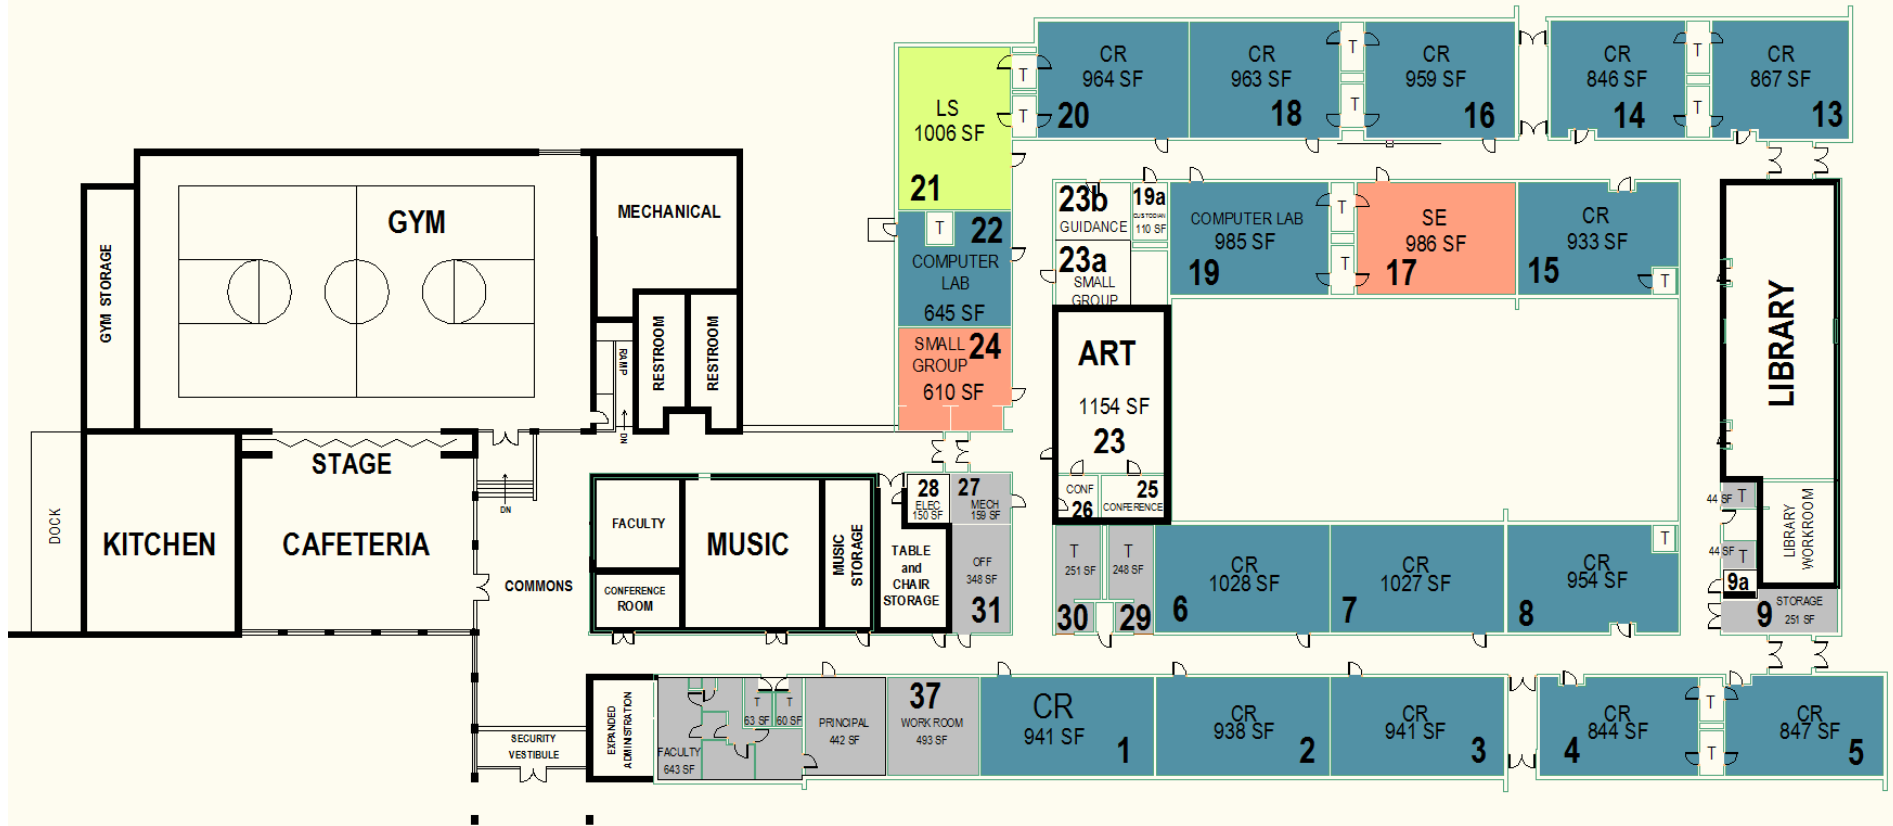 CR
964 SF
20
CR
963 SF
18
T
T
CR
959 SF
16
CR
846 SF
14
T
T
CR
867 SF
13
LS
1006 SF
21
T
T
GYM
MECHANICAL
GYM STORAGE
RAMP
DN
RESTROOM
RESTROOM
T
22
COMPUTER
LAB
645 SF
SMALL
GROUP
24
610 SF
23b
GUIDANCE
19a
CUSTODIAN
110 SF
23a
SMALL
GROUP
COMPUTER LAB
985 SF
19
T
T
SE
986 SF
17
CR
933 SF
15
T
LIBRARY
ART
1154 SF
23
CONF
26
25
CONFERENCE
STAGE
DN
DOCK
KITCHEN
CAFETERIA
COMMONS
FACULTY
CONFERENCE
ROOM
MUSIC
MUSIC
STORAGE
28
ELEC
150 SF
27
MECH
159 SF
TABLE
and
CHAIR
STORAGE
OFF
348 SF
31
T
251 SF
30
T
248 SF
29
CR
1028 SF
6
CR
1027 SF
7
CR
954 SF
8
T
44 SF T
44 SF T
9a
LIBRARY
WORKROOM
9
STORAGE
251 SF
SECURITY
VESTIBULE
EXPANDED
ADMINISTRATION
FACULTY
643 SF
T
63 SF
T
60 SF
PRINCIPAL
442 SF
37
WORK ROOM
493 SF
CR
941 SF
1
CR
938 SF
2
CR
941 SF
3
CR
844 SF
4
T
T
CR
847 SF
5